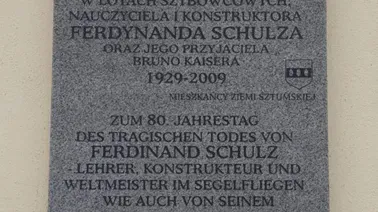 W LOTACH SZYBOWCOWYCH,
NAUCZYCIELA I KONSTRUKTORA
FERDYNANDA SCHULZA
ORAZ JEGO PRZYJACIELA
BRUNO KAISERA
1929-2009
MIESZKAŃCY ZIEMI SZTUMSKIEJ
ZUM 80. JAHRESTAG
DES TRAGISCHEN TODES VON
FERDINAND SCHULZ
- LEHRER, KONSTRUKTEUR UND
WELTMEISTER IM SEGELFLIEGEN
WIE AUCH VON SEINEM